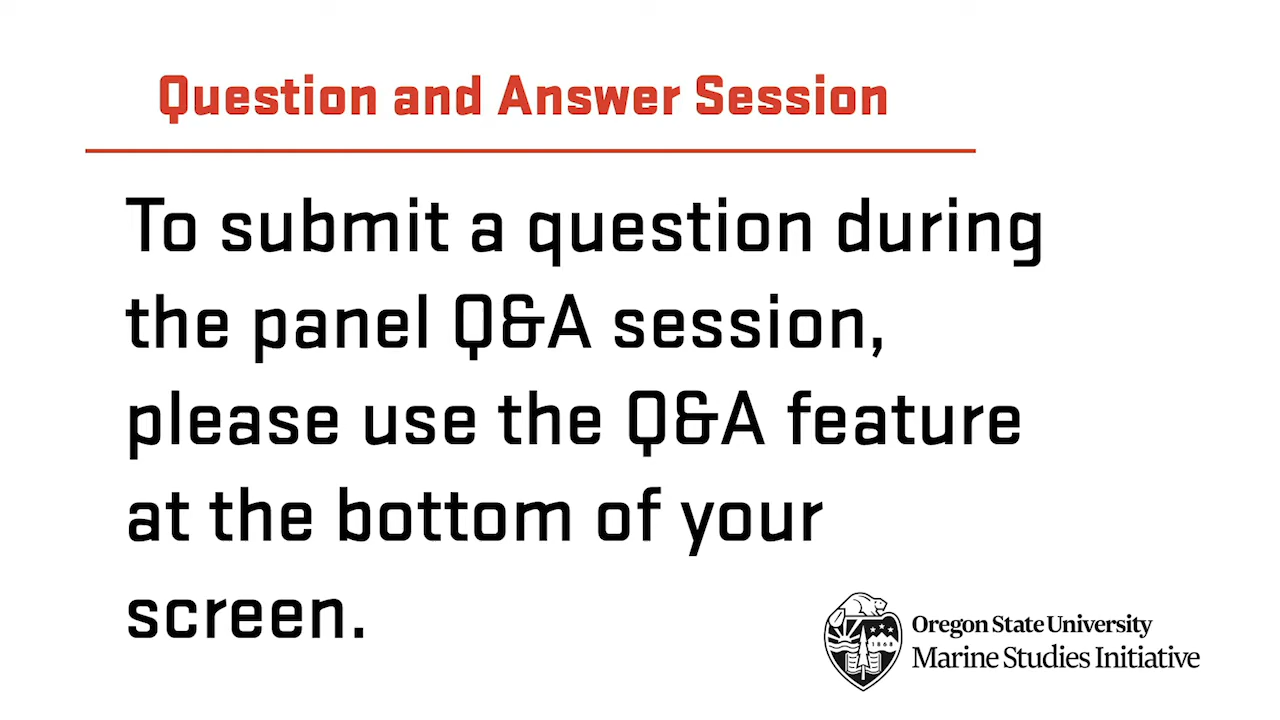 Question and Answer Session
To submit a question during
the panel Q&A session,
please use the Q&A feature
at the bottom of your
screen.
1868
Oregon State University
Marine Studies Initiative